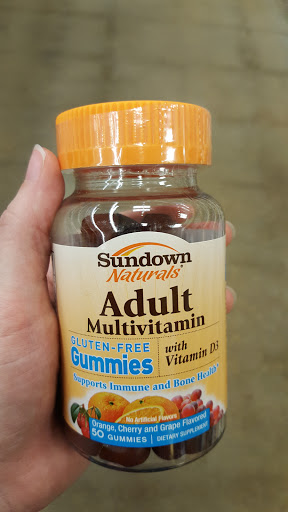 Sundown
Naturals®
Adult
Multivitamin
GLUTEN-FREE
Gummies
with
Vitamin D3
Supports Immune and Bone Health*
No Artificial Flavors
Orange, Cherry and Grape Flavored
50 GUMMIES | DIETARY SUPPLEMENT